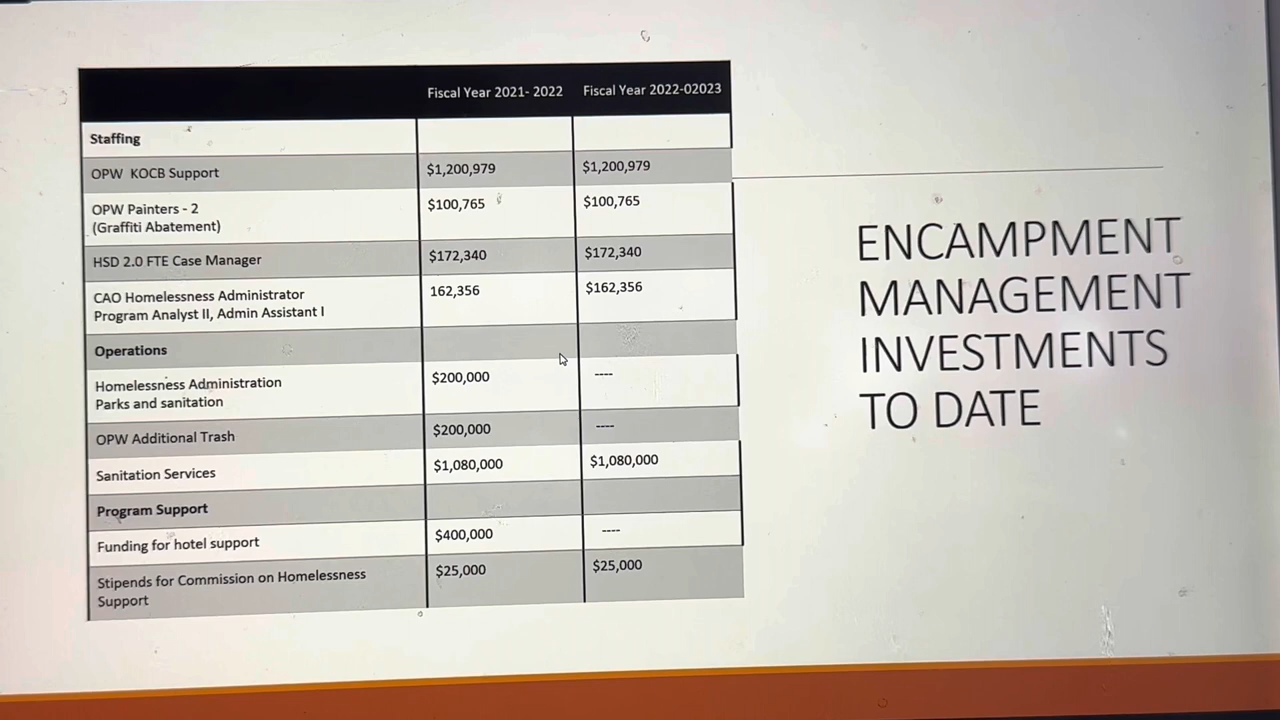 Fiscal Year 2021- 2022 Fiscal Year 2022-02023
Staffing
OPW KOCB Support $1,200,979 $1,200,979
OPW Painters - 2 $100,765 $100,765
(Graffiti Abatement)
HSD 2.0 FTE Case Manager $172,340 $172,340
CAO Homelessness Administrator 162,356 $162,356
Program Analyst II, Admin Assistant I
Operations
Homelessness Administration $200,000 ----
Parks and sanitation
OPW Additional Trash $200,000 ----
Sanitation Services $1,080,000 $1,080,000
Program Support
Funding for hotel support $400,000 ----
Stipends for Commission on Homelessness $25,000 $25,000
Support
ENCAMPMENT
MANAGEMENT
INVESTMENTS
TO DATE